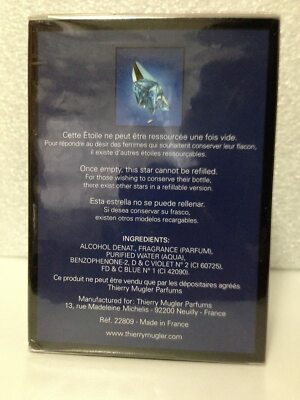 Cette Étoile ne peut être ressourcée une fois vide.
Pour répondre au désir des femmes qui souhaitent conserver leur flacon,
il existe d'autres étoiles ressourçables.
Once empty, this star cannot be refilled.
For those wishing to conserve their bottle,
there exist other stars in a refillable version.
Esta estrella no se puede rellenar.
Si desea conservar su frasco,
existen otros modelos recargables.
INGREDIENTS:
ALCOHOL DENAT., FRAGRANCE (PARFUM),
PURIFIED WATER (AQUA),
BENZOPHENONE-2, D & C VIOLET N° 2 (CI 60725),
FD & C BLUE N° 1 (CI 42090).
Ce produit ne peut être vendu que par les dépositaires agréés
Thierry Mugler Parfums
Manufactured for: Thierry Mugler Parfums
13, rue Madeleine Michelis - 92200 Neuilly - France
Réf. 22809 - Made in France
www.thierrymugler.com